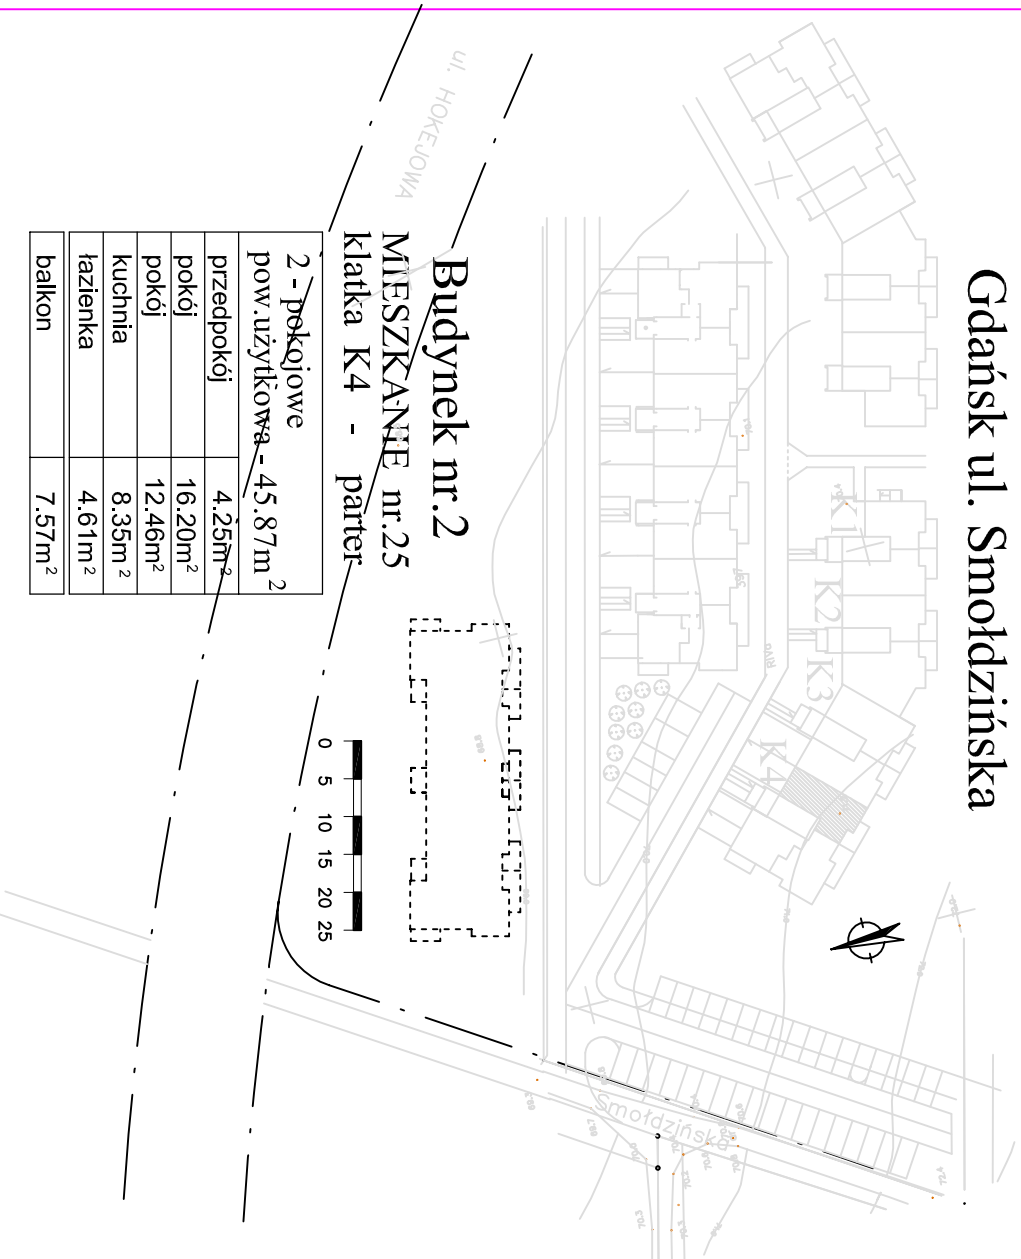 Gdańsk ul. Smołdzińska
ul. HOKEJOWA
Budynek nr.2
MIESZKANIE nr.25
klatka K4 - parter
2 - pokojowe
pow.użytkowa - 45.87m²
przedpokój 4.25m²
pokój 16.20m²
pokój 12.46m²
kuchnia 8.35m²
łazienka 4.61m²
balkon 7.57m²
K1
K2
K3
K4
0 5 10 15 20 25
Smołdzińska